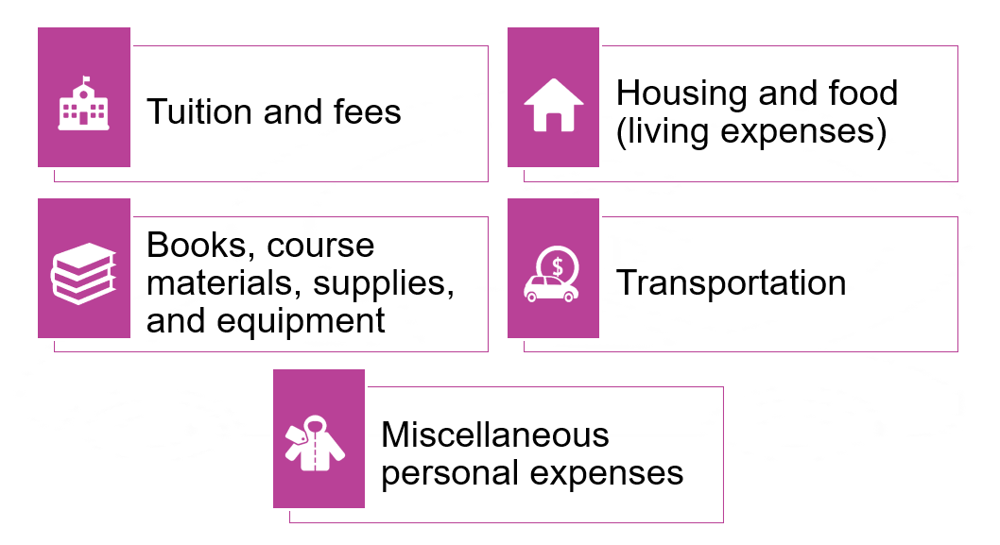 Tuition and fees
Housing and food
(living expenses)
Books, course
materials, supplies,
and equipment
$
Transportation
Miscellaneous
personal expenses